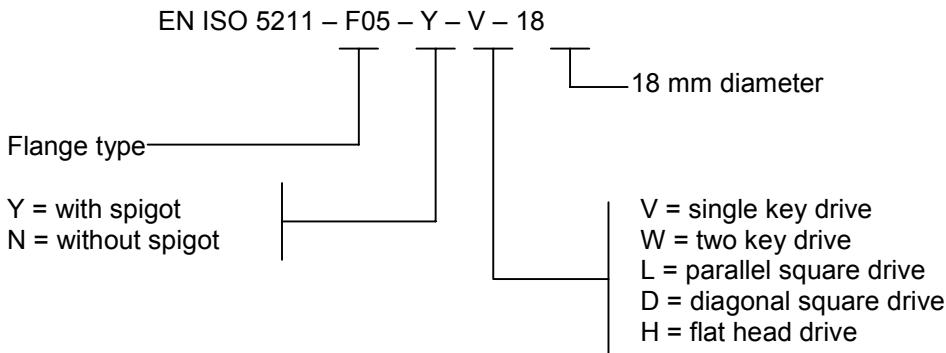 EN ISO 5211 – F05 – Y – V – 18
18 mm diameter
Flange type
Y = with spigot
N = without spigot
V = single key drive
W = two key drive
L = parallel square drive
D = diagonal square drive
H = flat head drive